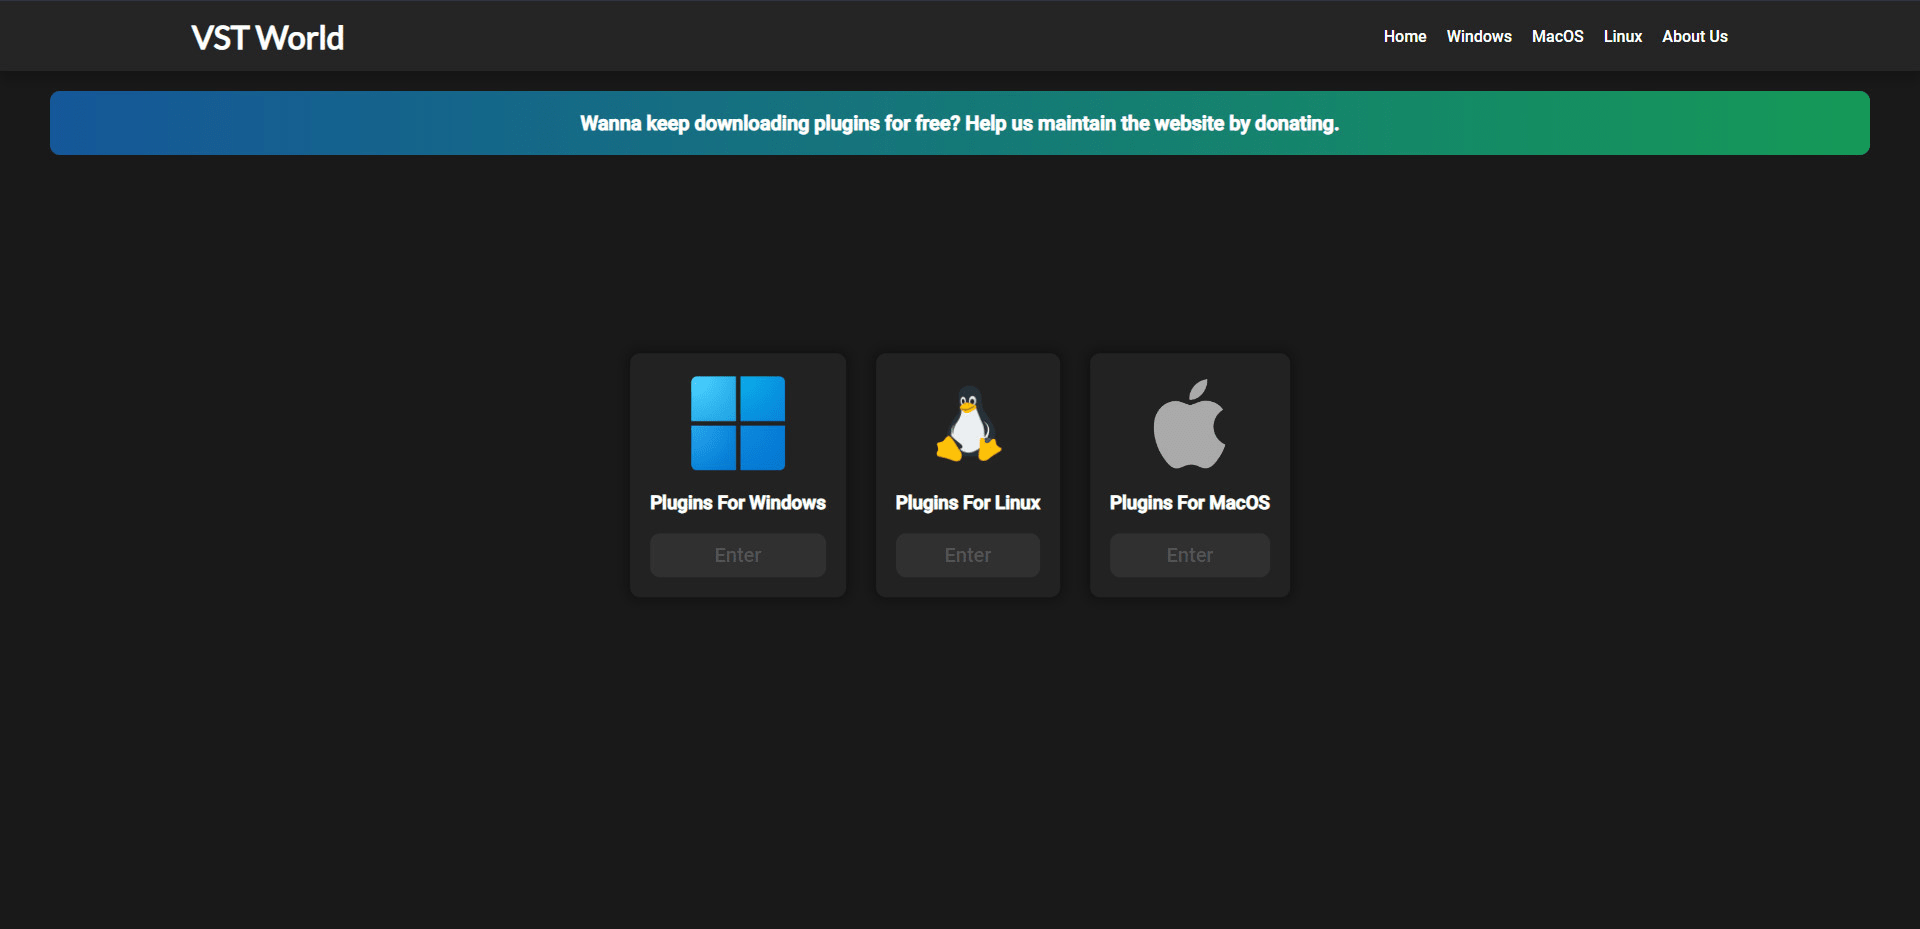 VST World
Home Windows MacOS Linux About Us
Wanna keep downloading plugins for free? Help us maintain the website by donating.
Plugins For Windows
Enter
Plugins For Linux
Enter
Plugins For MacOS
Enter